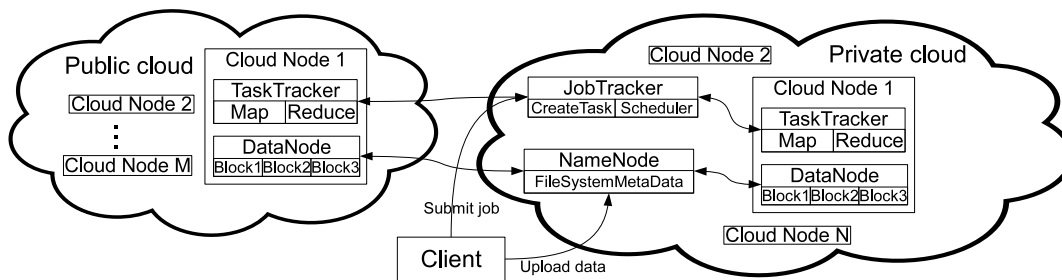 Public cloud
Cloud Node 2
Cloud Node M
Cloud Node 1
TaskTracker
Map Reduce
DataNode
Block1 Block2 Block3
Submit job
Client
Upload data
Cloud Node 2
Private cloud
JobTracker
CreateTask Scheduler
NameNode
FileSystemMetaData
Cloud Node 1
TaskTracker
Map Reduce
DataNode
Block1 Block2 Block3
Cloud Node N